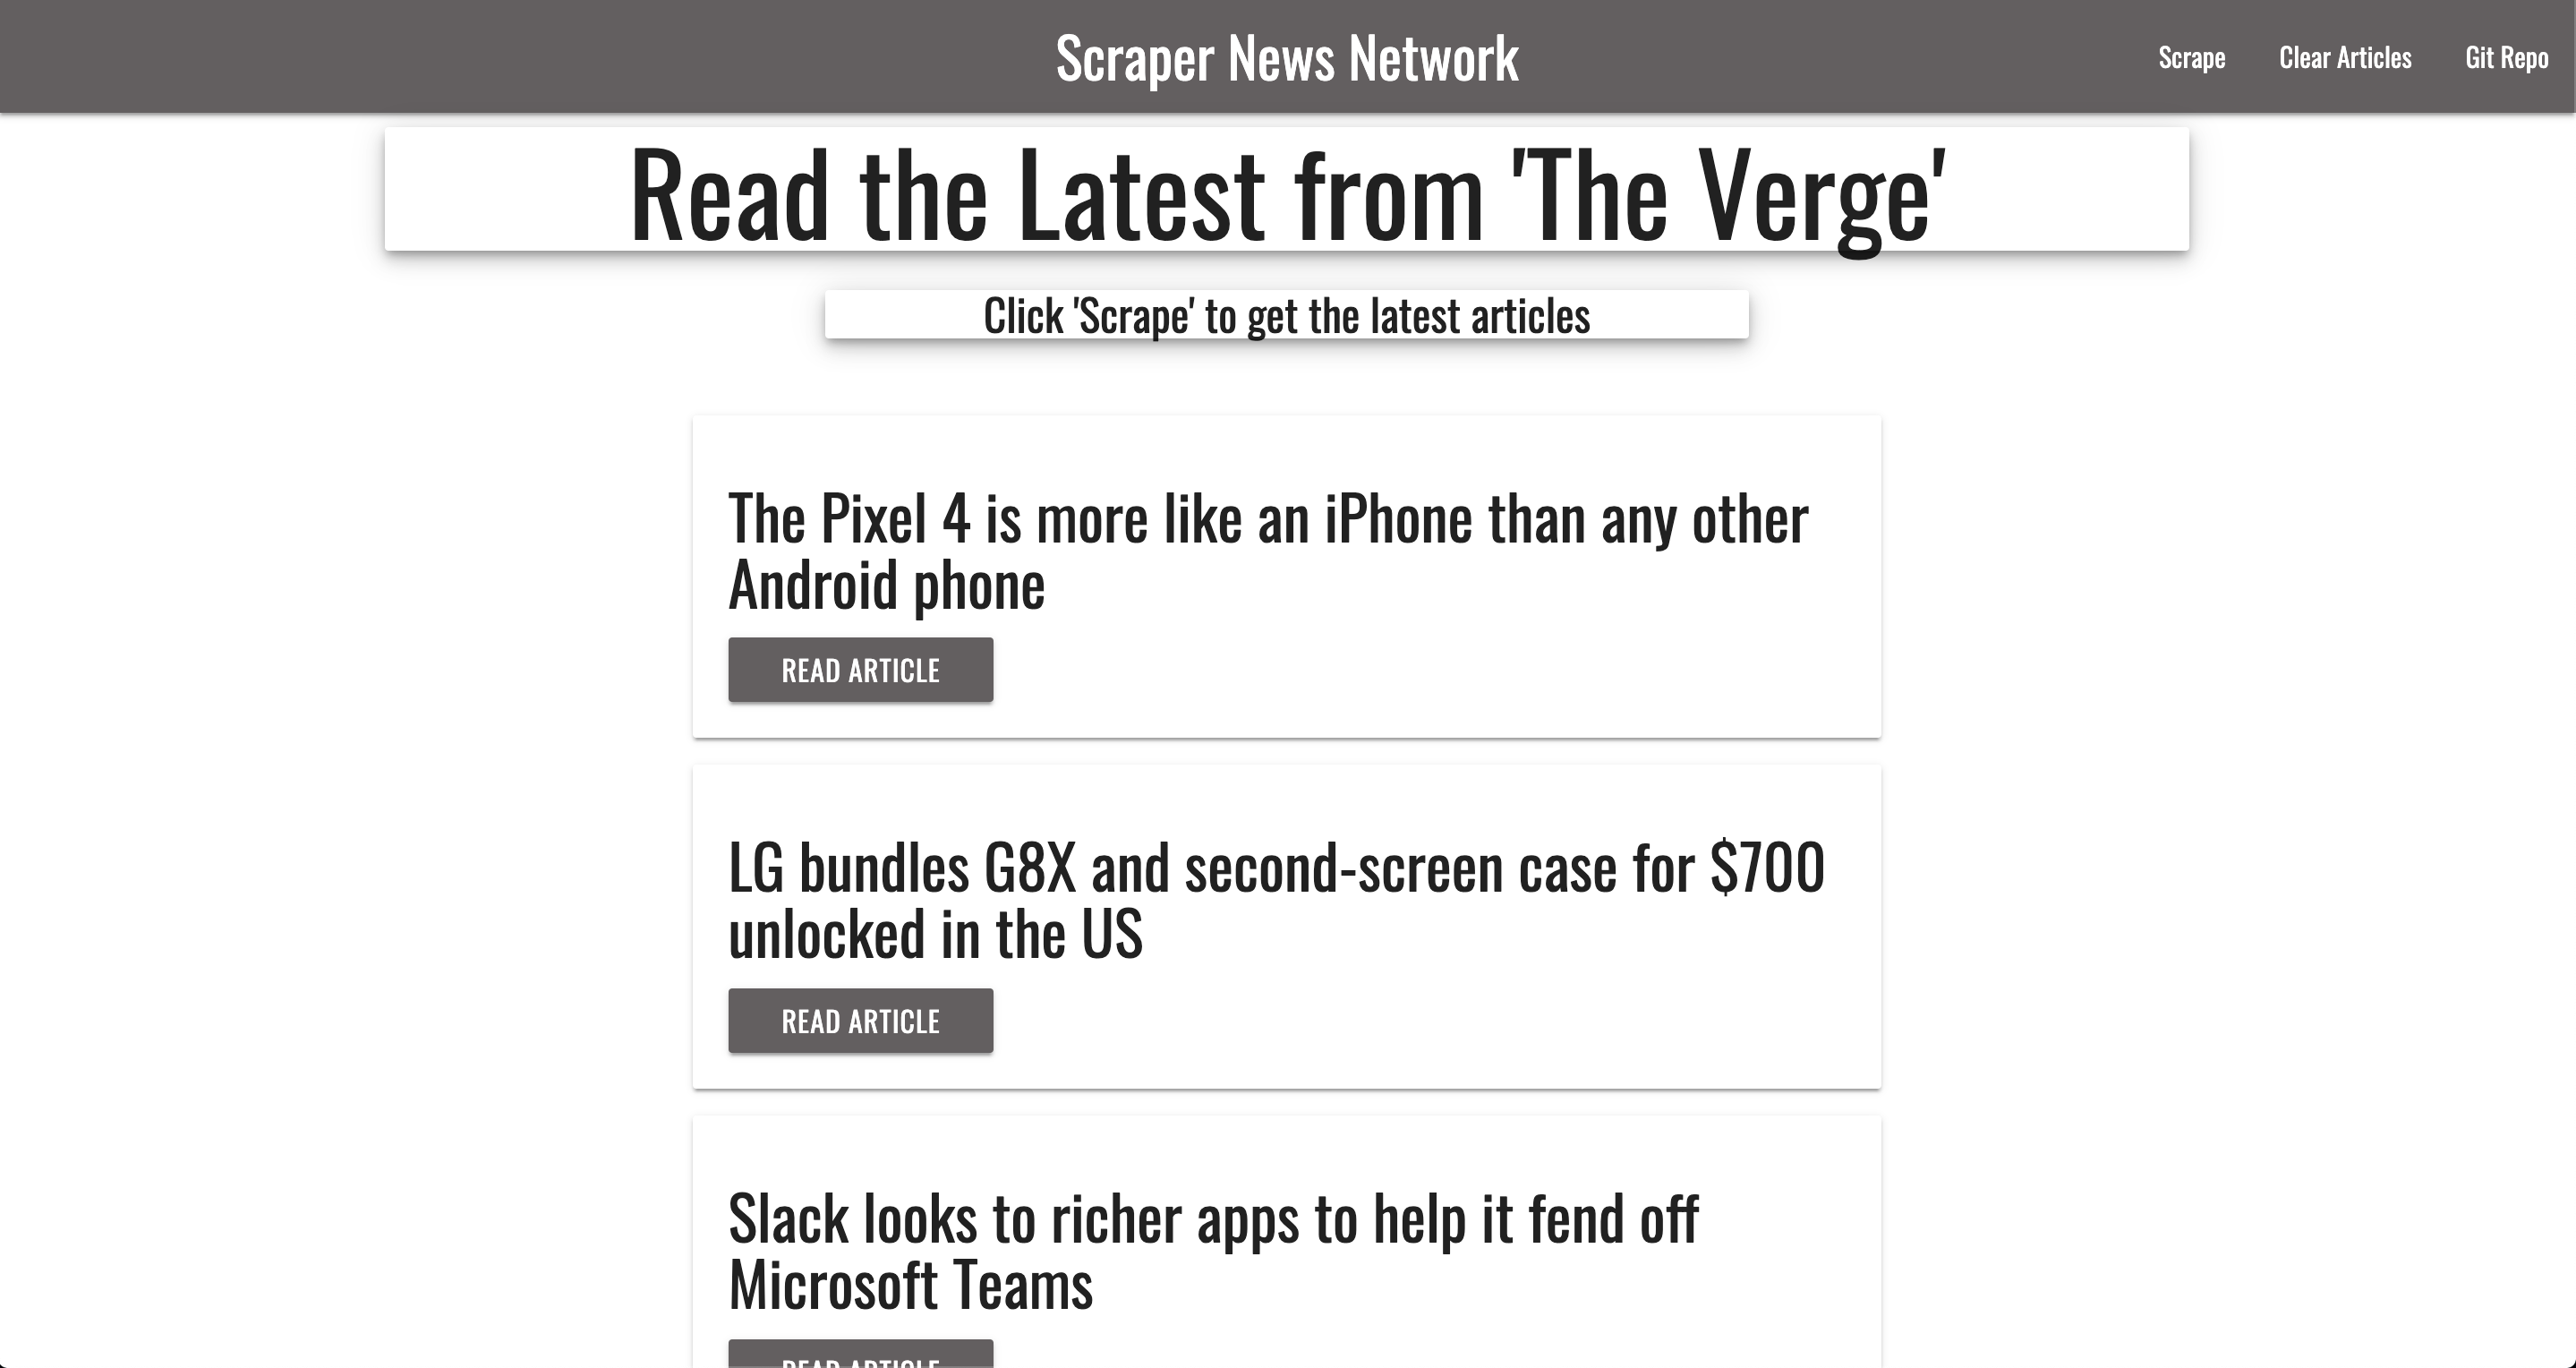 Scraper News Network
Scrape
Clear Articles
Git Repo
Read the Latest from 'The Verge'
Click 'Scrape' to get the latest articles
The Pixel 4 is more like an iPhone than any other
Android phone
READ ARTICLE
LG bundles G8X and second-screen case for $700
unlocked in the US
READ ARTICLE
Slack looks to richer apps to help it fend off
Microsoft Teams
READ ARTICLE